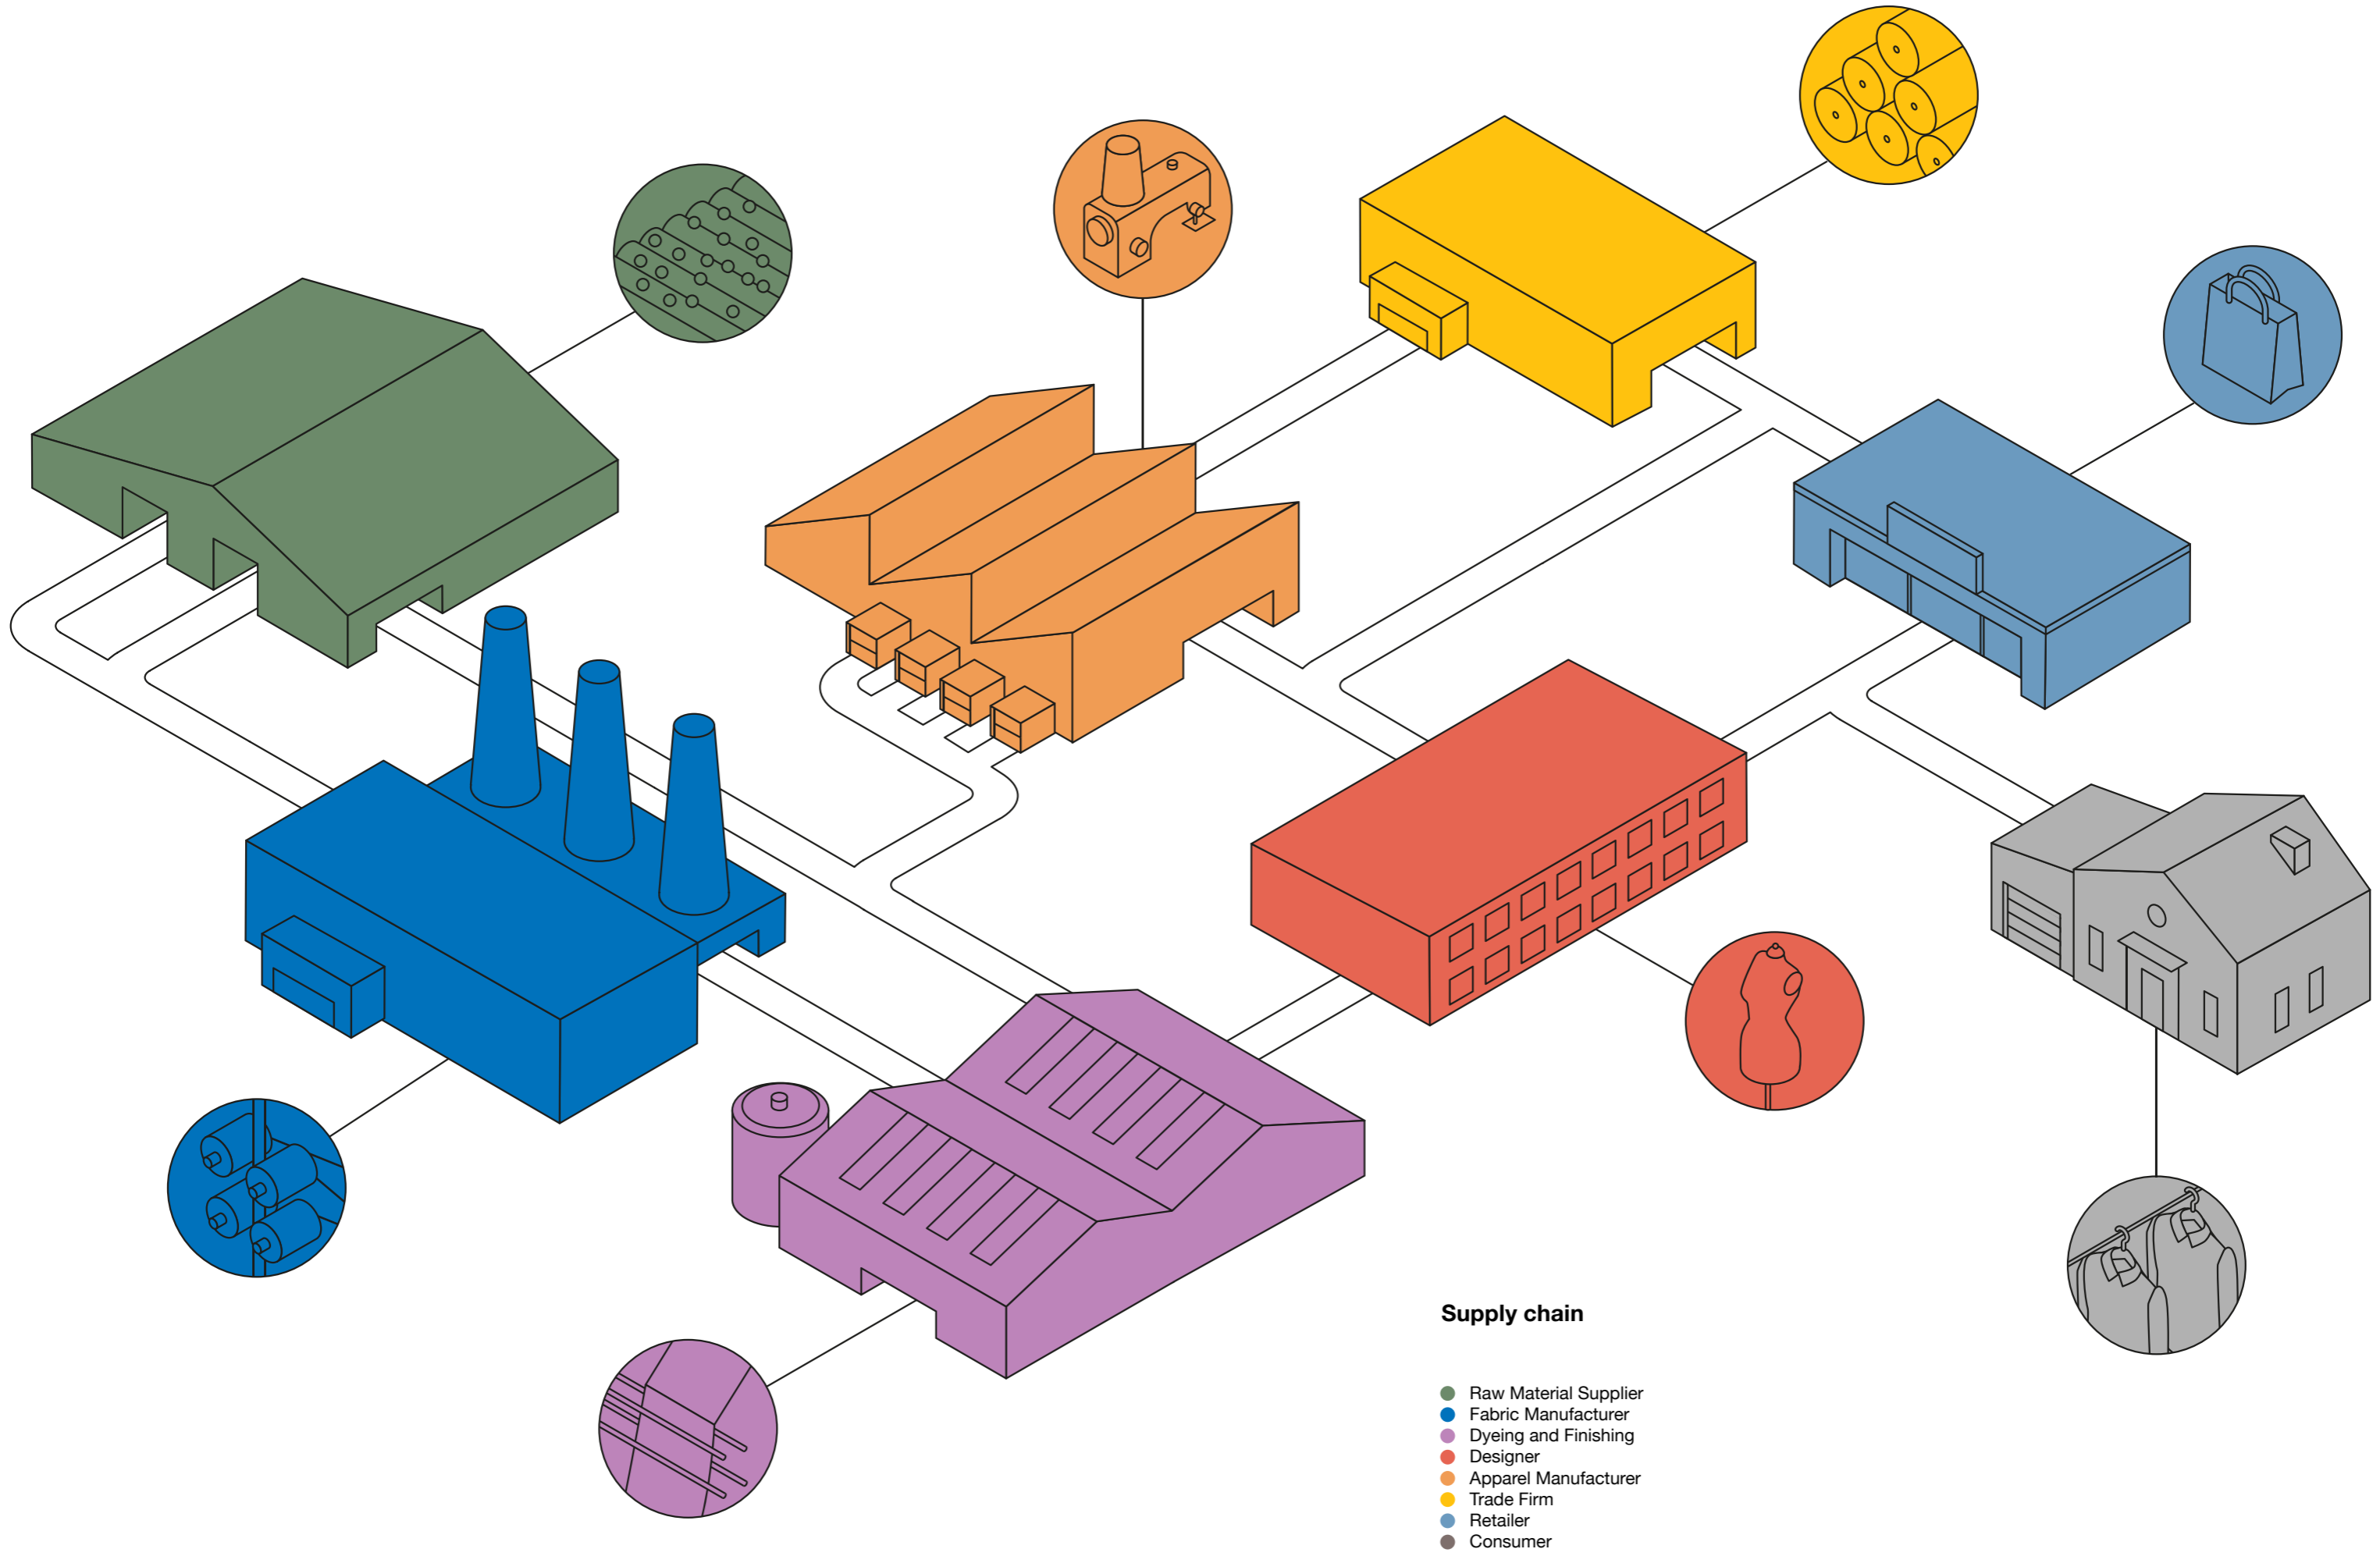 Supply chain
Raw Material Supplier
Fabric Manufacturer
Dyeing and Finishing
Designer
Apparel Manufacturer
Trade Firm
Retailer
Consumer